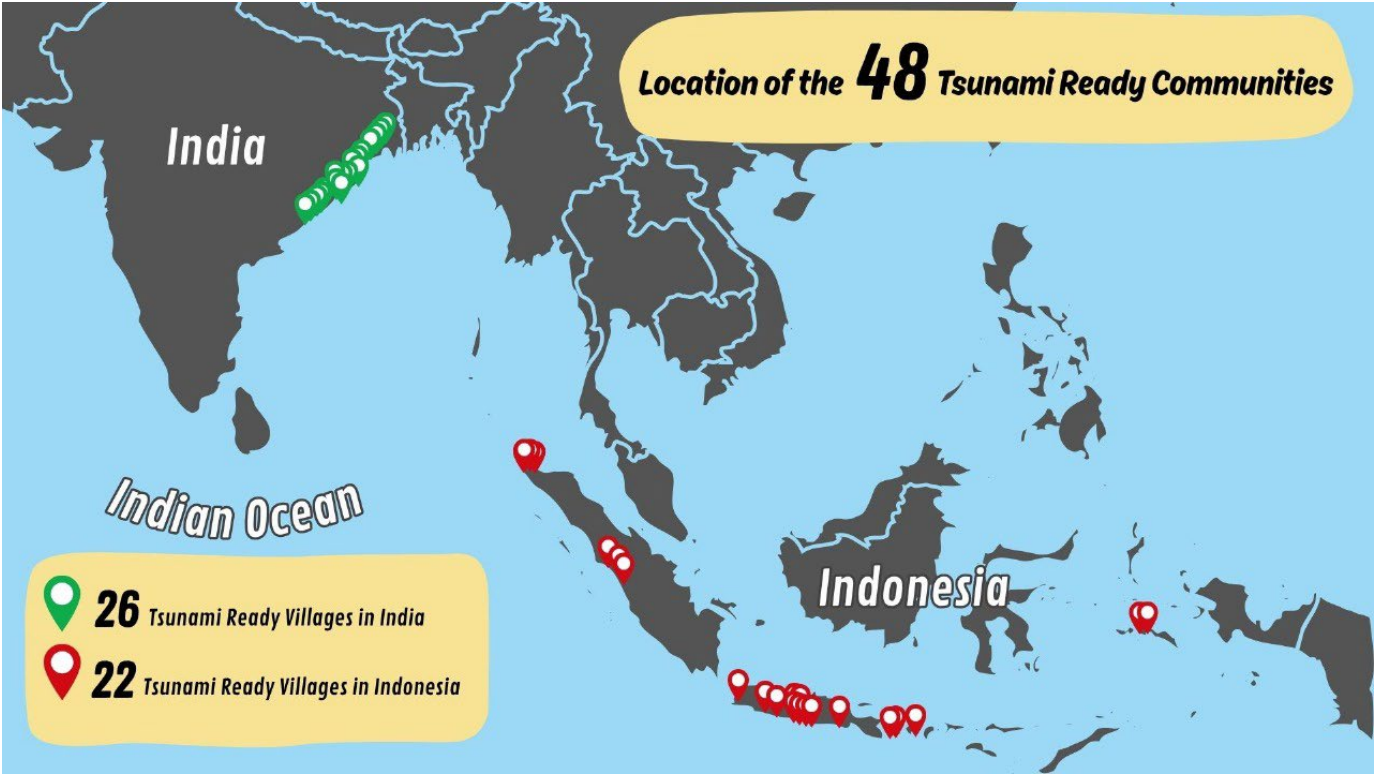 Location of the 48 Tsunami Ready Communities
India
Indian Ocean
Indonesia
26 Tsunami Ready Villages in India
22 Tsunami Ready Villages in Indonesia